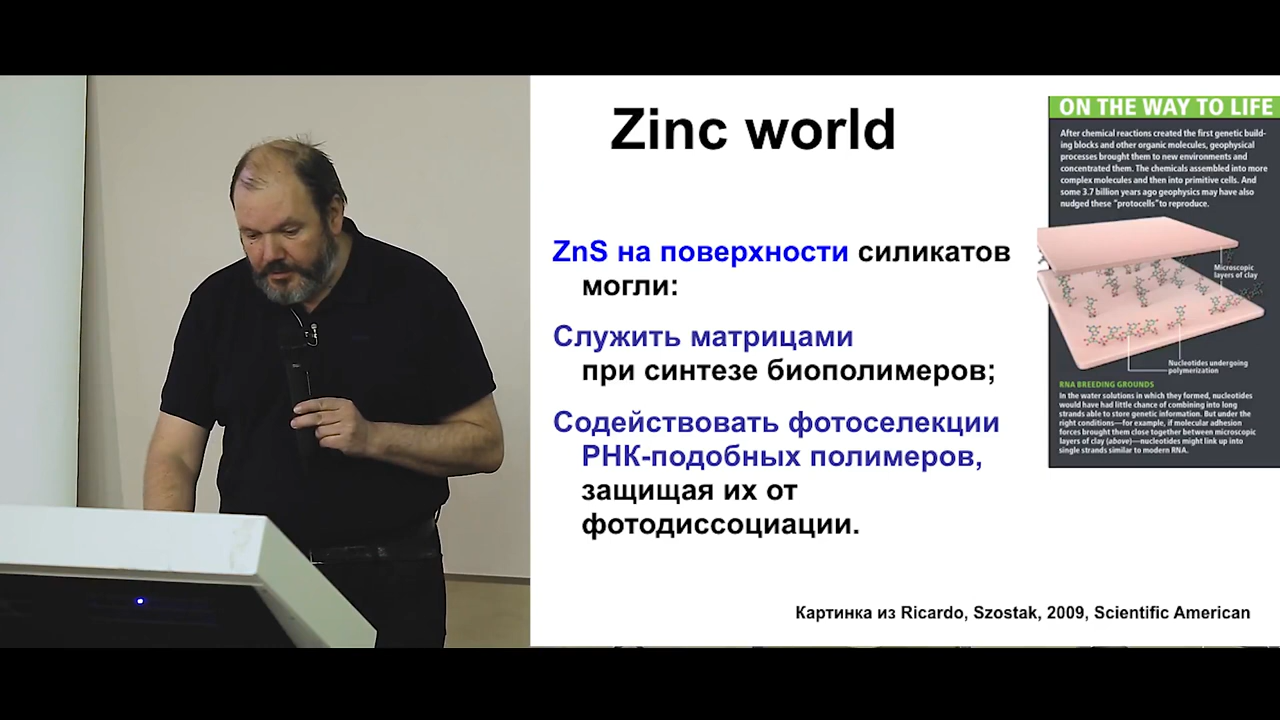 Zinc world
ZnS на поверхности силикатов
могли:
Служить матрицами
при синтезе биополимеров;
Содействовать фотоселекции
РНК-подобных полимеров,
защищая их от
фотодиссоциации.
ON THE WAY TO LIFE
After chemical reactions created the first genetic build-
ing blocks and other organic molecules, geophysical
processes brought them to new environments and
concentrated them. The chemicals assembled into more
complex molecules and then into primitive cells. And
some 3.7 billion years ago geophysics may have also
nudged these "protocells" to reproduce.
Microscopic
layers of clay
Nucleotides undergoing
polymerization
RNA BREEDING GROUNDS
In the water solutions in which they formed, nucleotides
would have had little chance of combining into long
strands able to store genetic information. But under the
right conditions—for example, if molecular adhesion
forces brought them close together between microscopic
layers of clay (above)—nucleotides might link up into
single strands similar to modern RNA.
Картинка из Ricardo, Szostak, 2009, Scientific American